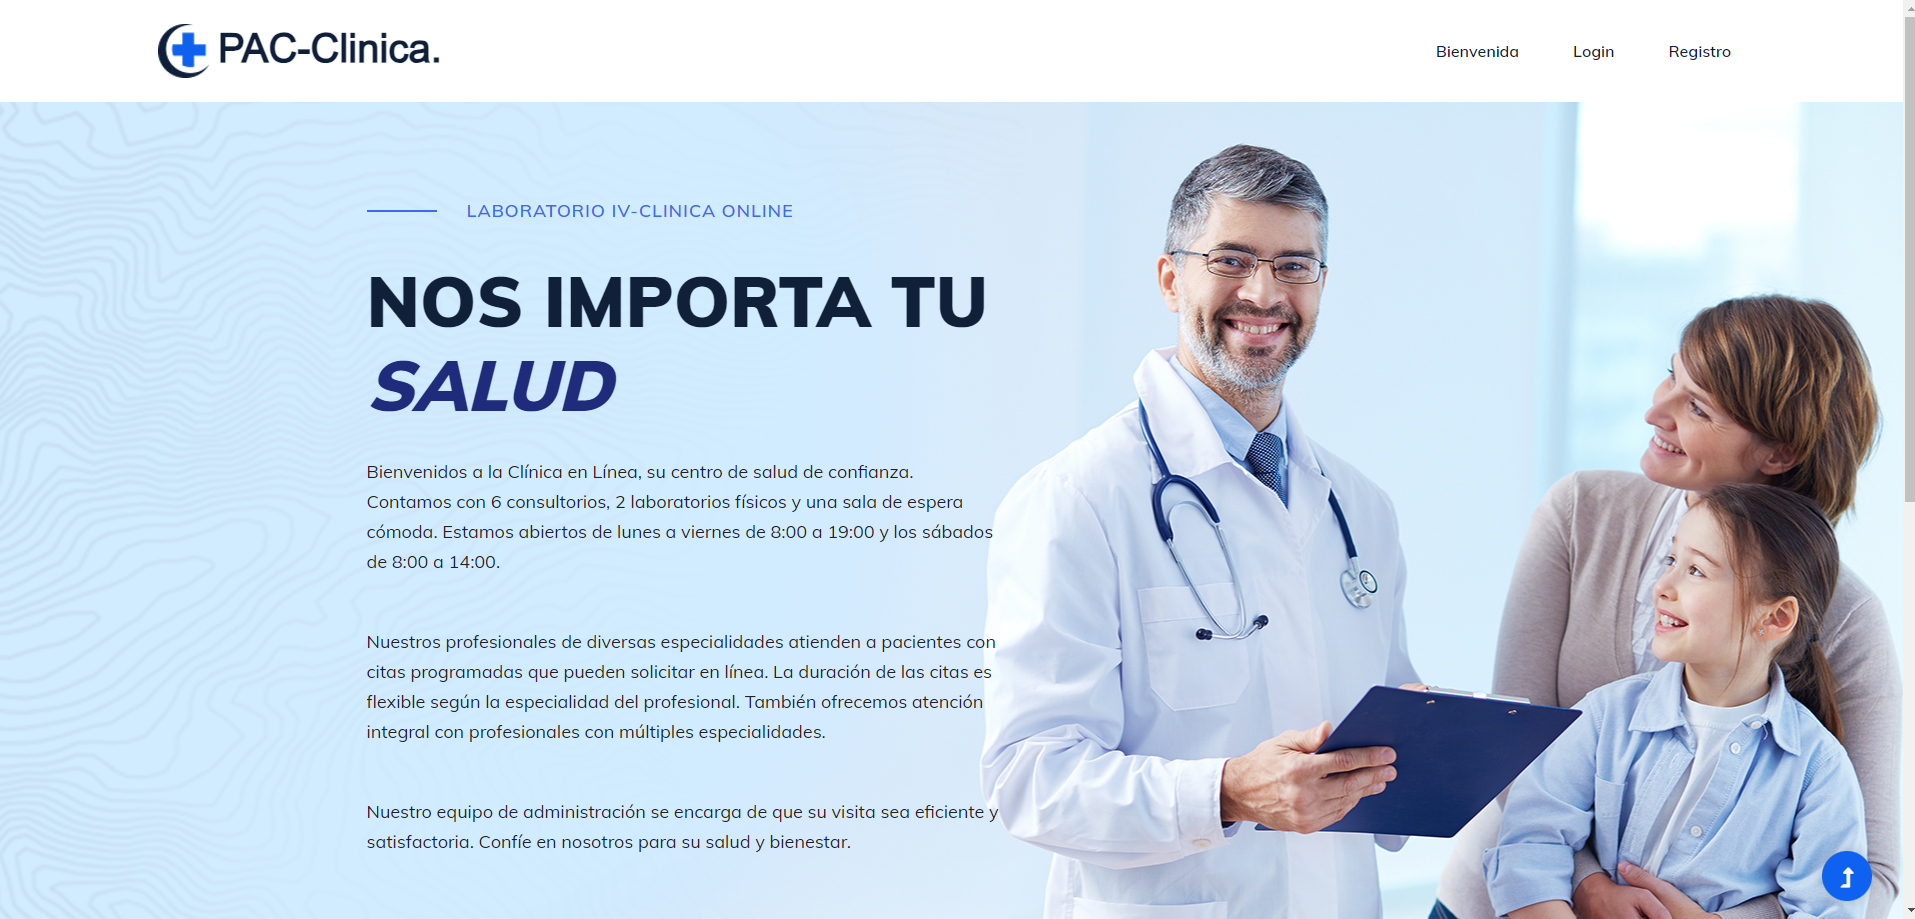 PAC-Clinica.
Bienvenida
Login
Registro
LABORATORIO IV-CLINICA ONLINE
NOS IMPORTA TU
SALUD
Bienvenidos a la Clínica en Línea, su centro de salud de confianza.
Contamos con 6 consultorios, 2 laboratorios físicos y una sala de espera
cómoda. Estamos abiertos de lunes a viernes de 8:00 a 19:00 y los sábados
de 8:00 a 14:00.
Nuestros profesionales de diversas especialidades atienden a pacientes con
citas programadas que pueden solicitar en línea. La duración de las citas es
flexible según la especialidad del profesional. También ofrecemos atención
integral con profesionales con múltiples especialidades.
Nuestro equipo de administración se encarga de que su visita sea eficiente y
satisfactoria. Confíe en nosotros para su salud y bienestar.